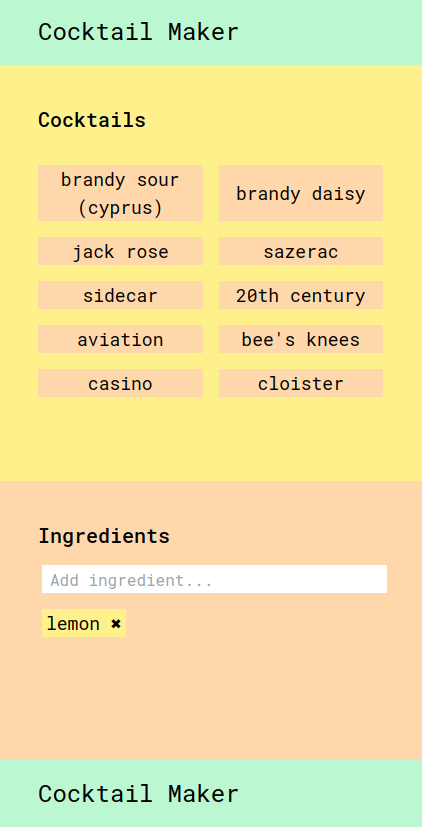 Cocktail Maker
Cocktails
brandy sour
(cyprus)
brandy daisy
jack rose
sazerac
sidecar
20th century
aviation
bee's knees
casino
cloister
Ingredients
Add ingredient...
lemon ✖
Cocktail Maker